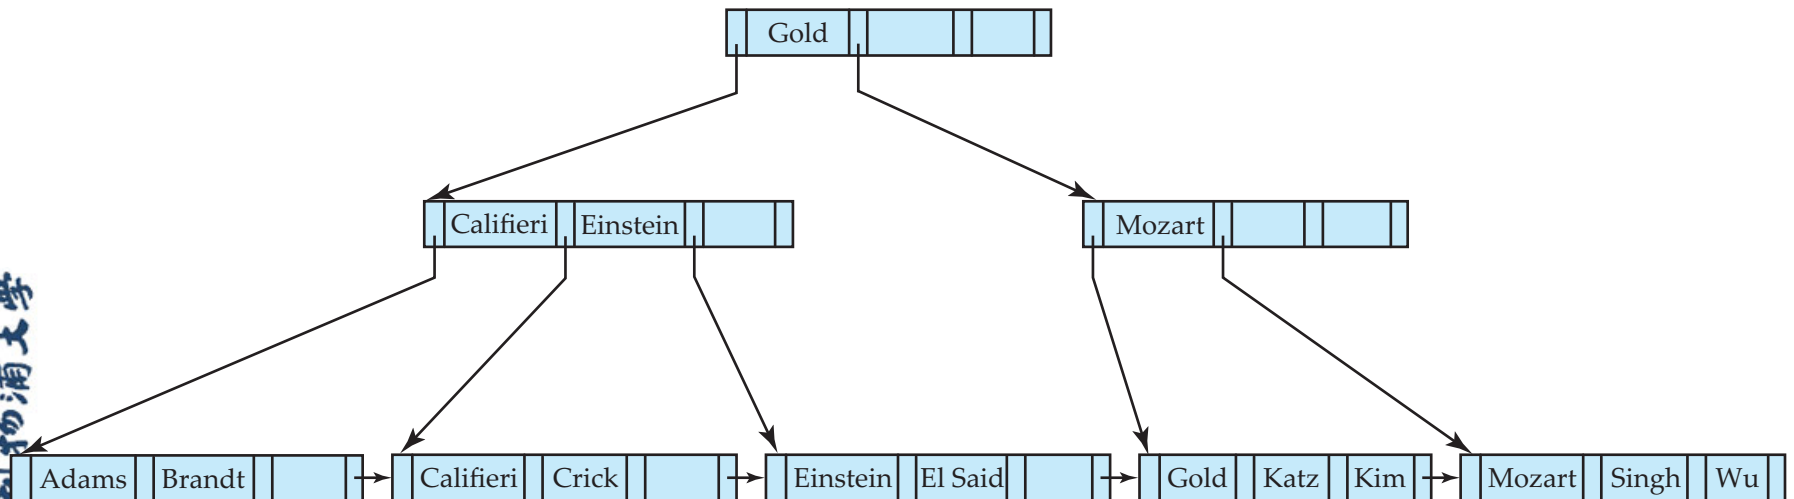 Gold
Califieri Einstein
Mozart
Adams Brandt
Califieri Crick
Einstein El Said
Gold Katz Kim
Mozart Singh Wu